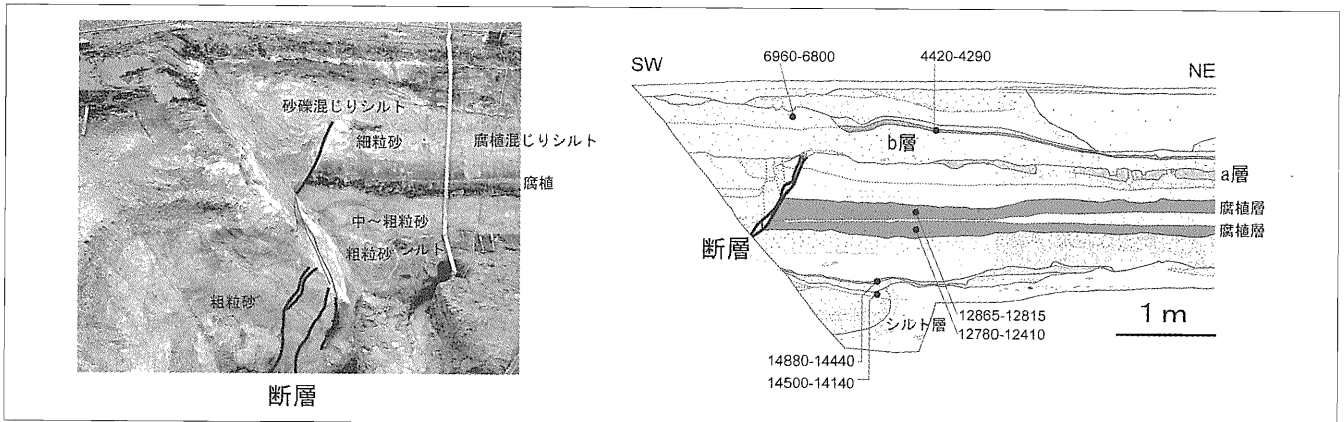 砂礫混じりシルト
細粒砂
腐植混じりシルト
腐植
中〜粗粒砂
粗粒砂
シルト
粗粒砂
断層
SW
6960-6800
4420-4290
NE
b層
a層
腐植層
腐植層
断層
12865-12815
12780-12410
シルト層
1 m
14880-14440
14500-14140